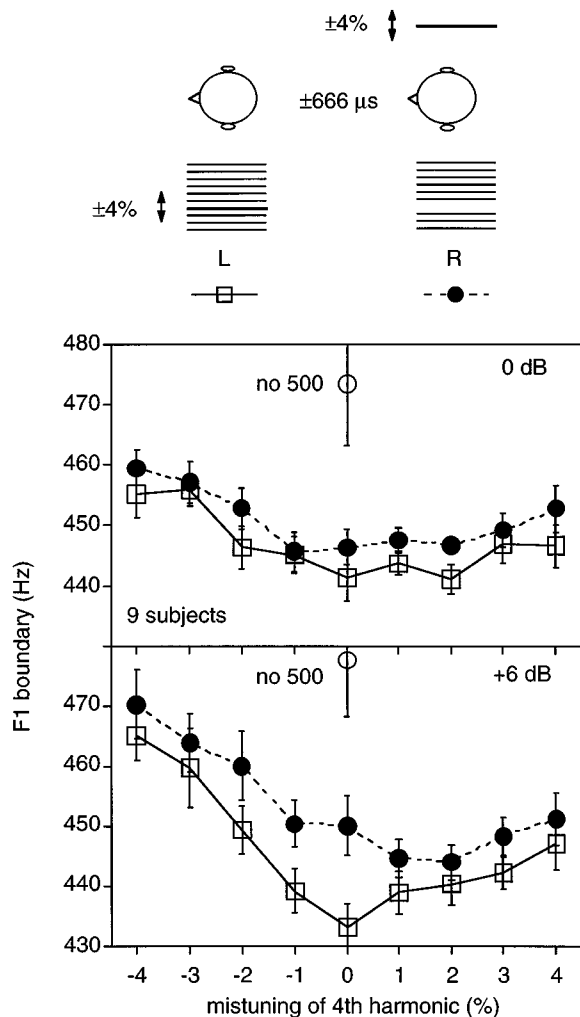 ±4%
±666 µs
±4%
L R
480
no 500
0 dB
470
460
450
440
9 subjects
no 500
+6 dB
470
460
450
440
430
F1 boundary (Hz)
-4 -3 -2 -1 0 1 2 3 4
mistuning of 4th harmonic (%)